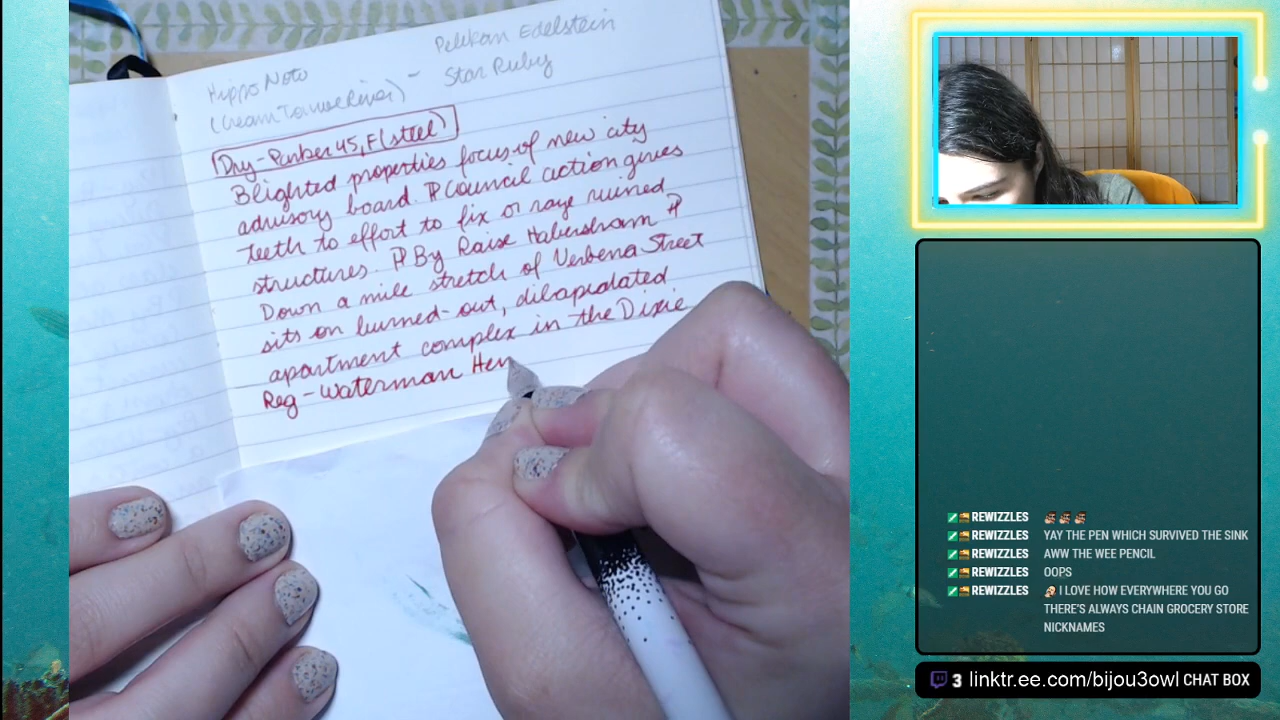 Hippo Noto
(Cream Tomoe River) - Pelikan Edelstein
Star Ruby
Dry - Parker 45, F (steel)
Blighted properties focus of new city
advisory board. ¶ Council action gives
teeth to effort to fix or raze ruined
structures. ¶ By Raise Habersham ¶
Down a mile stretch of Verbena Street
sits on burned-out, dilapidated
apartment complex in the Dixie
Reg - Waterman Hem
REWIZZLES
REWIZZLES YAY THE PEN WHICH SURVIVED THE SINK
REWIZZLES AWW THE WEE PENCIL
REWIZZLES OOPS
REWIZZLES I LOVE HOW EVERYWHERE YOU GO
THERE'S ALWAYS CHAIN GROCERY STORE
NICKNAMES
3 linktr.ee.com/bijou3owl CHAT BOX